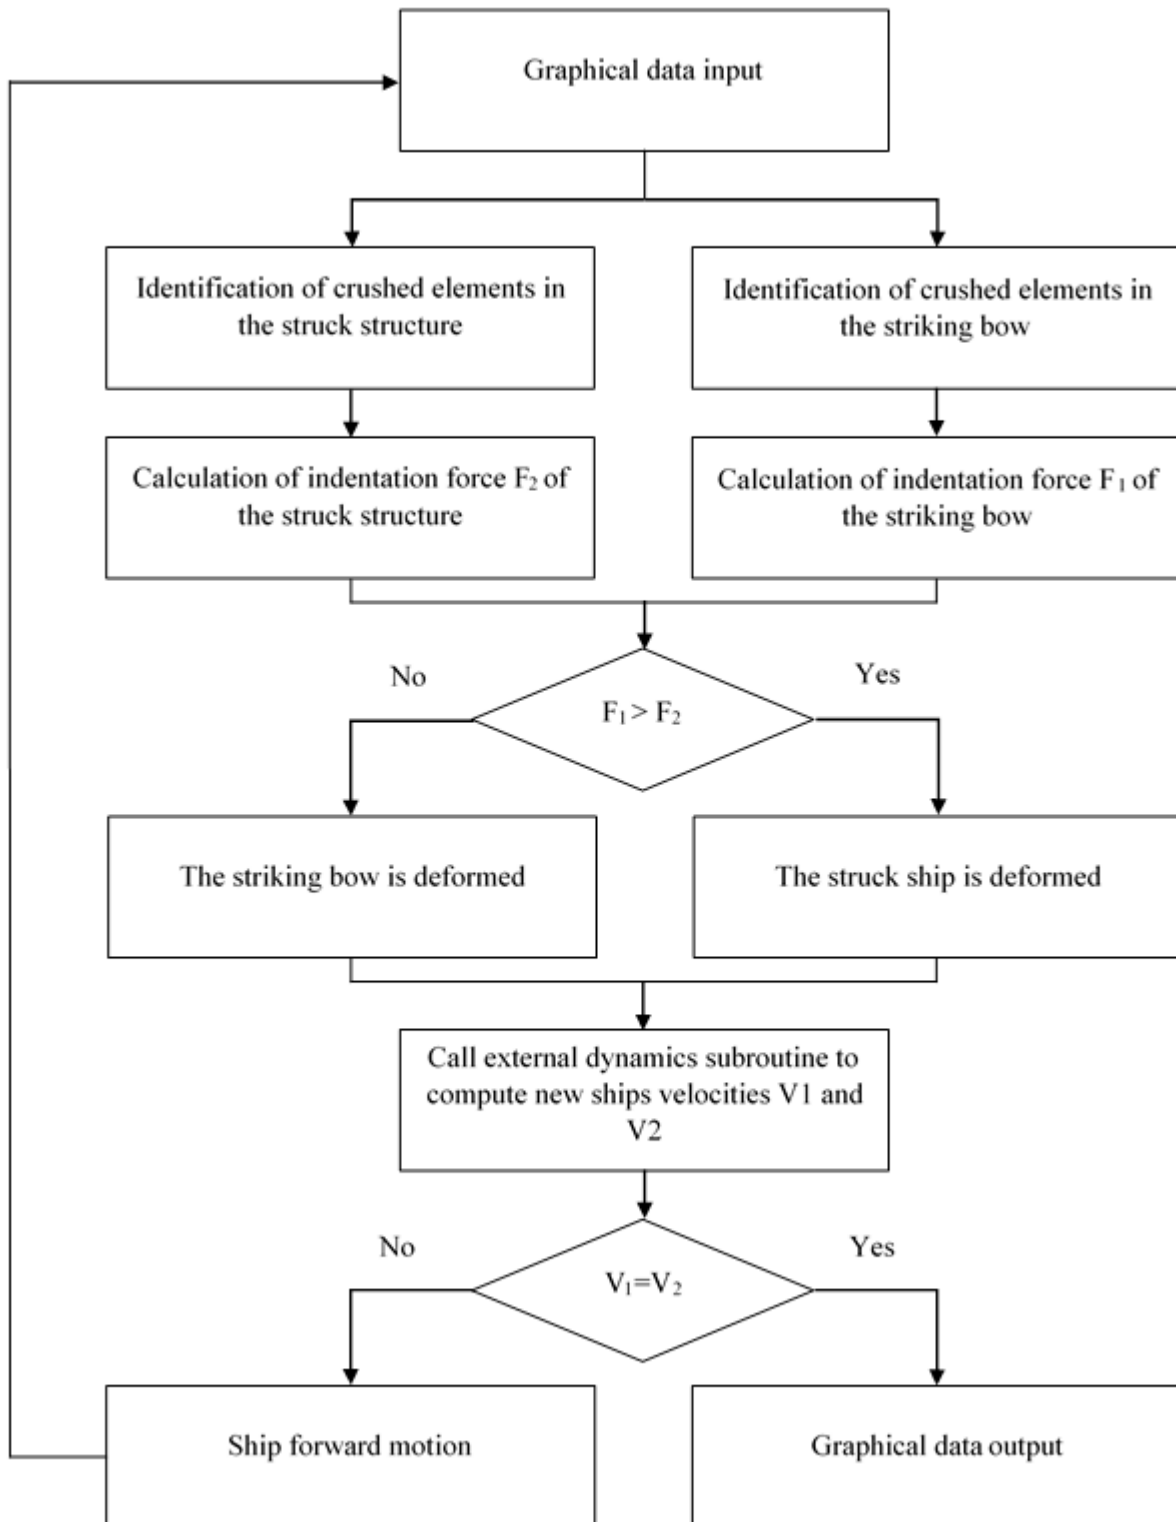 Graphical data input
Identification of crushed elements in
the struck structure
Identification of crushed elements in
the striking bow
Calculation of indentation force F₂ of
the struck structure
Calculation of indentation force F₁ of
the striking bow
No
Yes
F₁ > F₂
The striking bow is deformed
The struck ship is deformed
Call external dynamics subroutine to
compute new ships velocities V1 and
V2
No
Yes
V₁=V₂
Ship forward motion
Graphical data output